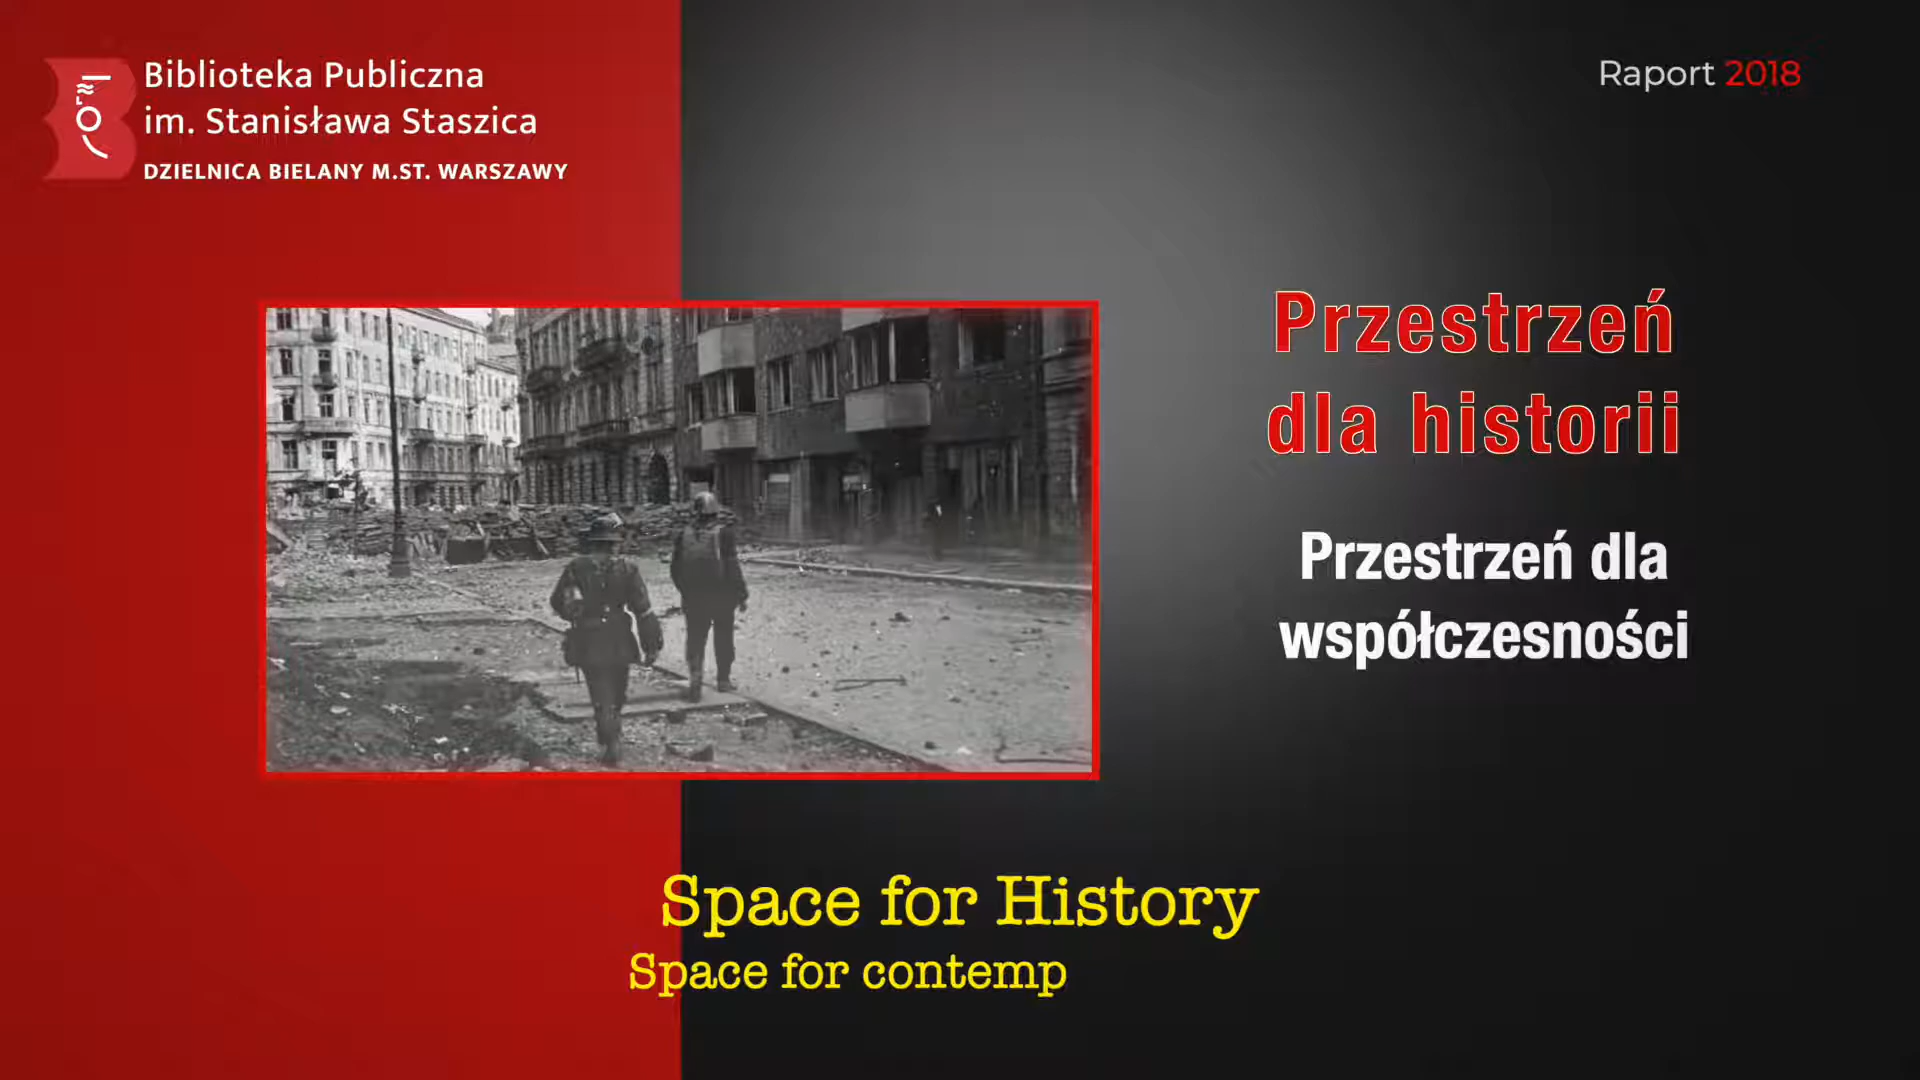 Biblioteka Publiczna
im. Stanisława Staszica
DZIELNICA BIELANY M.ST. WARSZAWY
Raport 2018
Przestrzeń
dla historii
Przestrzeń dla
współczesności
Space for History
Space for contemp